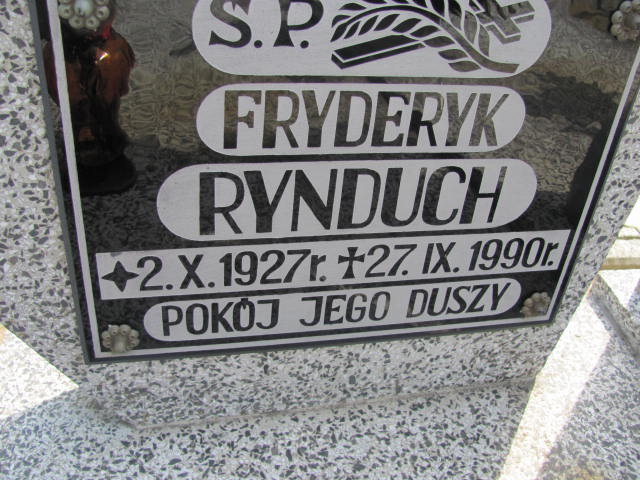 Ś.P.
FRYDERYK
RYNDUCH
2. X. 1927r. 27. IX. 1990r.
POKÓJ JEGO DUSZY